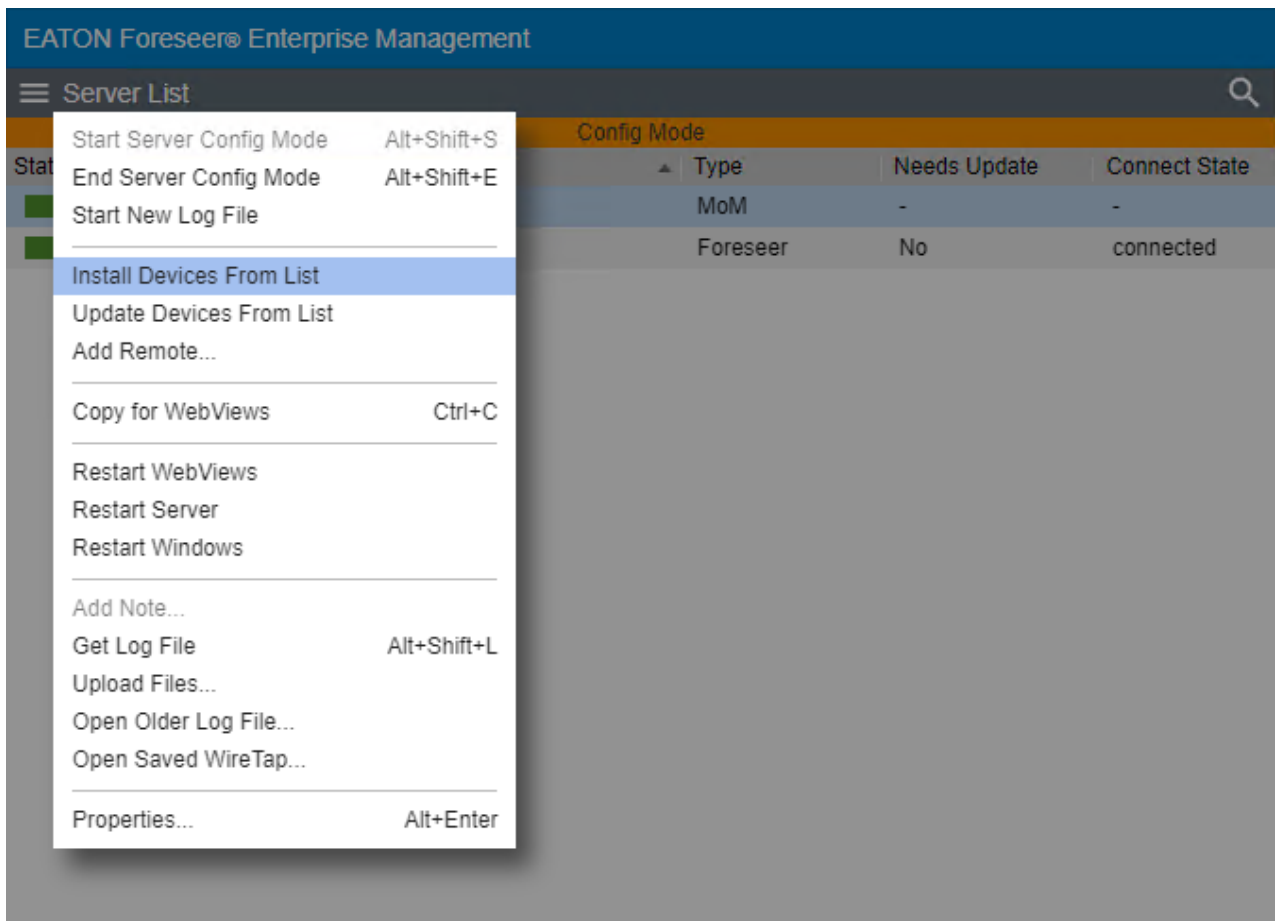 EATON Foreseer® Enterprise Management
Server List
Config Mode
Stat Type Needs Update Connect State
MoM - -
Foreseer No connected
Start Server Config Mode Alt+Shift+S
End Server Config Mode Alt+Shift+E
Start New Log File
Install Devices From List
Update Devices From List
Add Remote...
Copy for WebViews Ctrl+C
Restart WebViews
Restart Server
Restart Windows
Add Note...
Get Log File Alt+Shift+L
Upload Files...
Open Older Log File...
Open Saved WireTap...
Properties... Alt+Enter